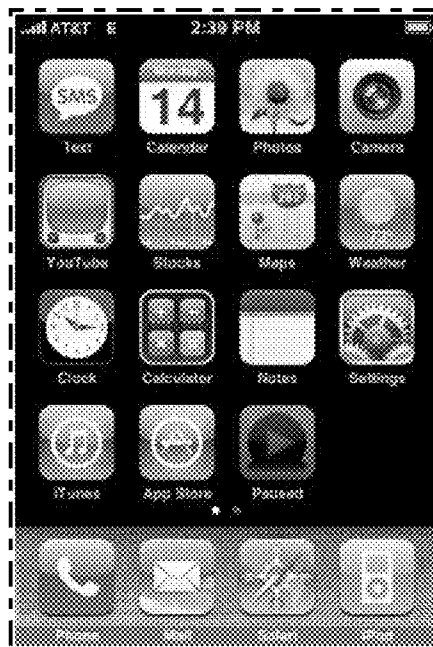 AT&T E 2:39 PM
SMS 14
Text Calendar Photos Camera
YouTube Stocks Maps Weather
Clock Calculator Notes Settings
iTunes App Store Paused
Phone Mail Safari iPod